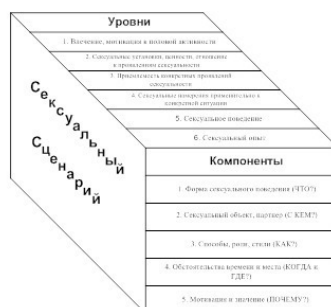 Уровни
1. Влечение, мотивация к половой активности
2. Сексуальные установки, ценности, отношение
к проявлениям сексуальности
3. Приемлемость конкретных проявлений
сексуальности
4. Сексуальные намерения применительно к
конкретной ситуации
5. Сексуальное поведение
6. Сексуальный опыт
Сексуальный
Сценарий
Компоненты
1. Форма сексуального поведения (ЧТО?)
2. Сексуальный объект, партнер (С КЕМ?)
3. Способы, роли, стили (КАК?)
4. Обстоятельства времени и места (КОГДА и
ГДЕ?)
5. Мотивация и значение (ПОЧЕМУ?)